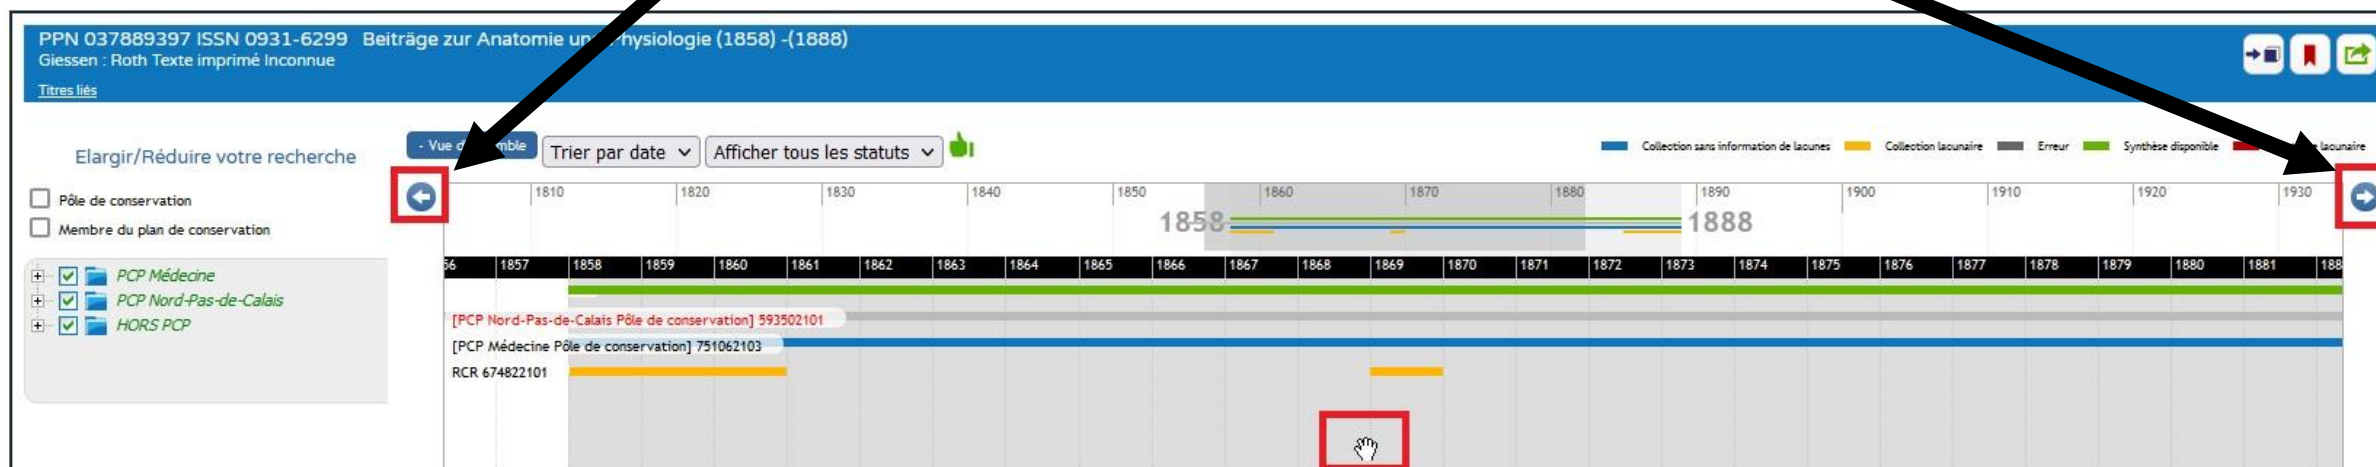 PPN 037889397 ISSN 0931-6299 Beiträge zur Anatomie un Physiologie (1858) -(1888)
Giessen : Roth Texte imprimé Inconnue
Titres liés
Elargir/Réduire votre recherche
Pôle de conservation
Membre du plan de conservation
PCP Médecine
PCP Nord-Pas-de-Calais
HORS PCP
- Vue d mble Trier par date Afficher tous les statuts
Collection sans information de lacunes Collection lacunaire Erreur Synthèse disponible lacunaire
1810 1820 1830 1840 1850 1860 1870 1880 1890 1900 1910 1920 1930
1858 1888
56 1857 1858 1859 1860 1861 1862 1863 1864 1865 1866 1867 1868 1869 1870 1871 1872 1873 1874 1875 1876 1877 1878 1879 1880 1881 188
[PCP Nord-Pas-de-Calais Pôle de conservation] 593502101
[PCP Médecine Pôle de conservation] 751062103
RCR 674822101